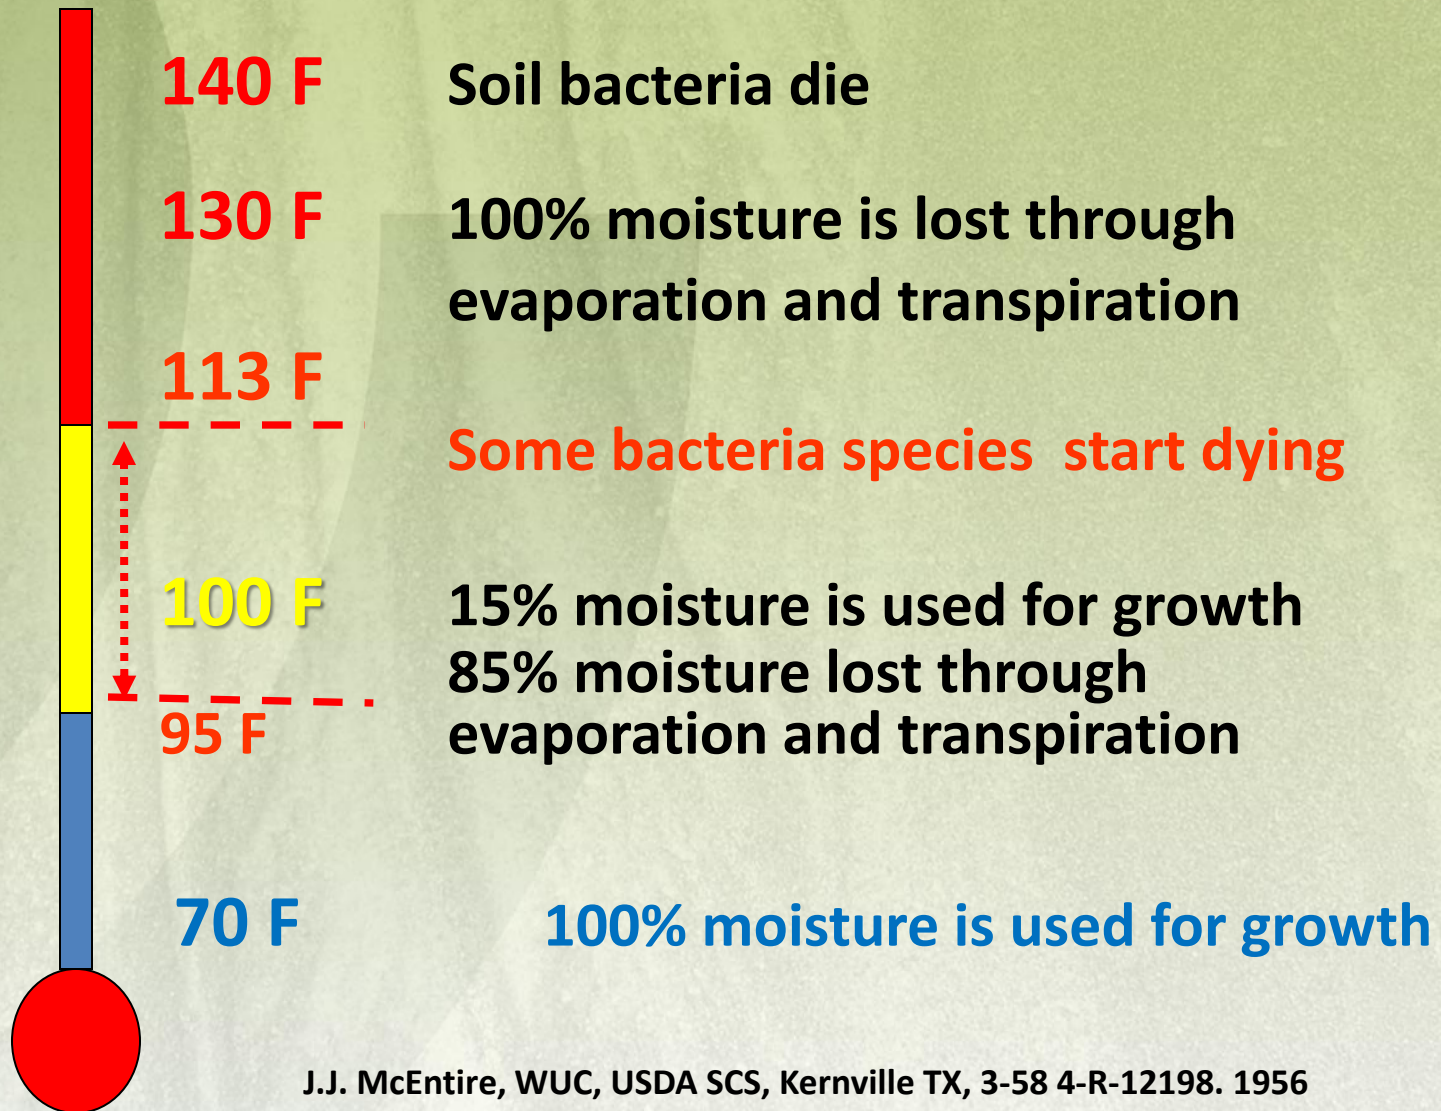 140 F Soil bacteria die
130 F 100% moisture is lost through
evaporation and transpiration
113 F
Some bacteria species start dying
100 F 15% moisture is used for growth
85% moisture lost through
95 F evaporation and transpiration
70 F 100% moisture is used for growth
J.J. McEntire, WUC, USDA SCS, Kernville TX, 3-58 4-R-12198. 1956